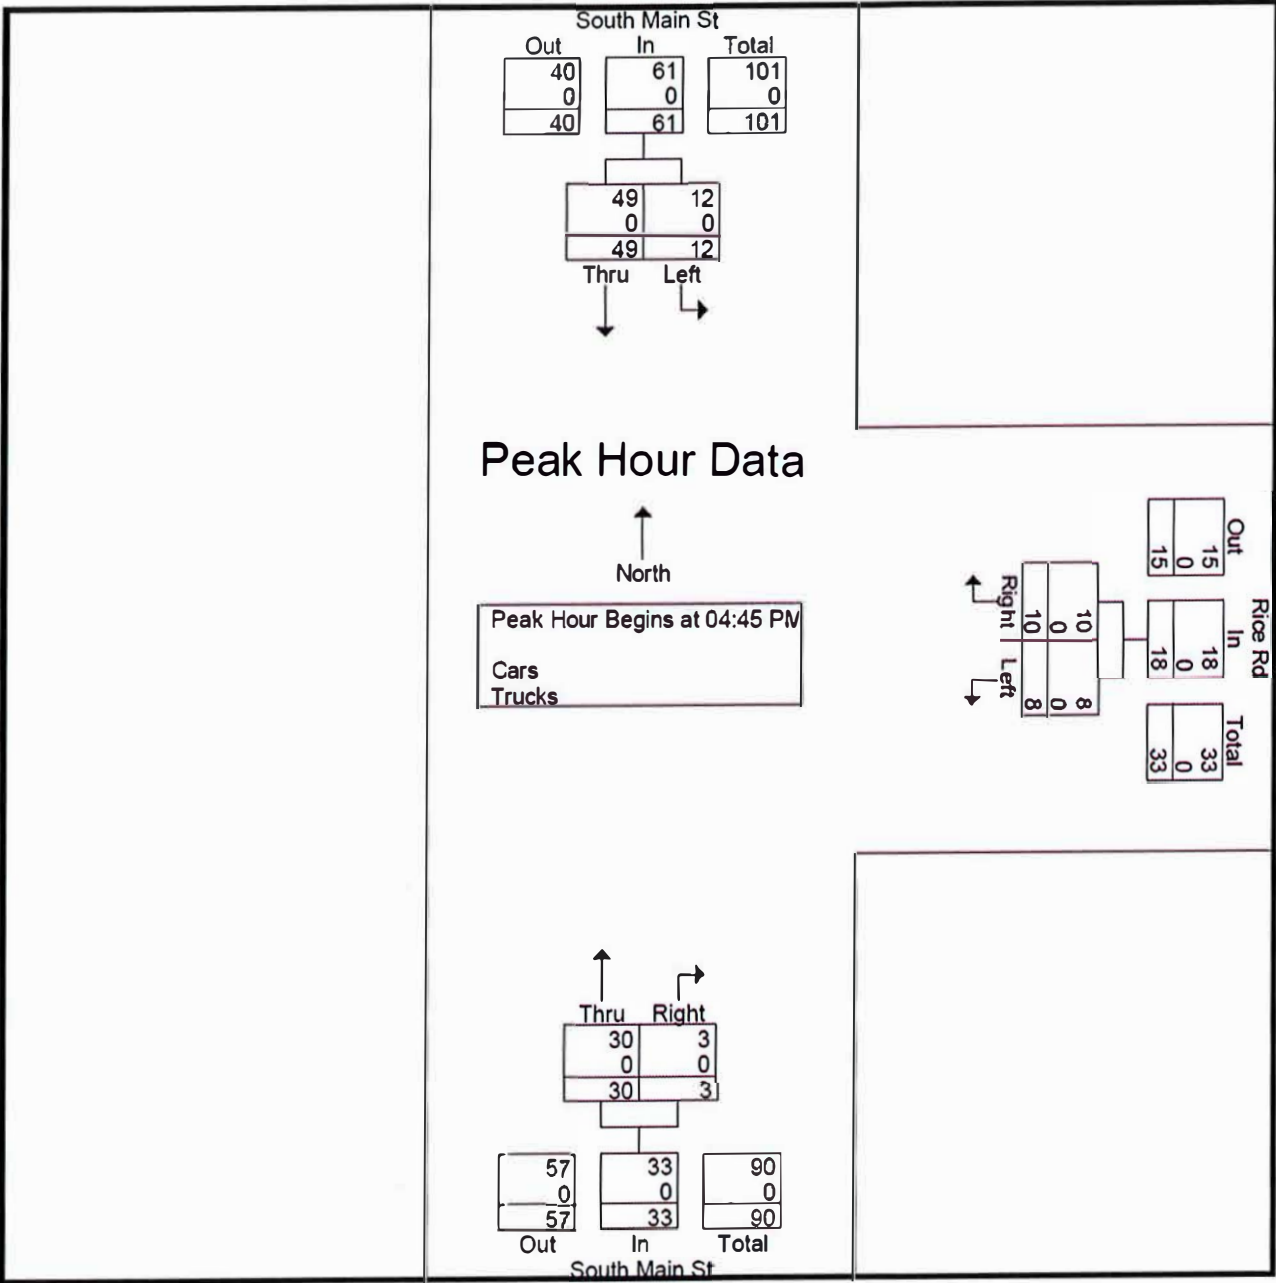 South Main St
Out In Total
40 61 101
0 0 0
40 61 101
49 12
0 0
49 12
Thru Left
Peak Hour Data
North
Peak Hour Begins at 04:45 PM
Cars
Trucks
Rice Rd
Out In Total
15 18 33
0 0 0
15 18 33
10 8
0 0
10 8
Right Left
Thru Right
30 3
0 0
30 3
57 33 90
0 0 0
57 33 90
Out In Total
South Main St